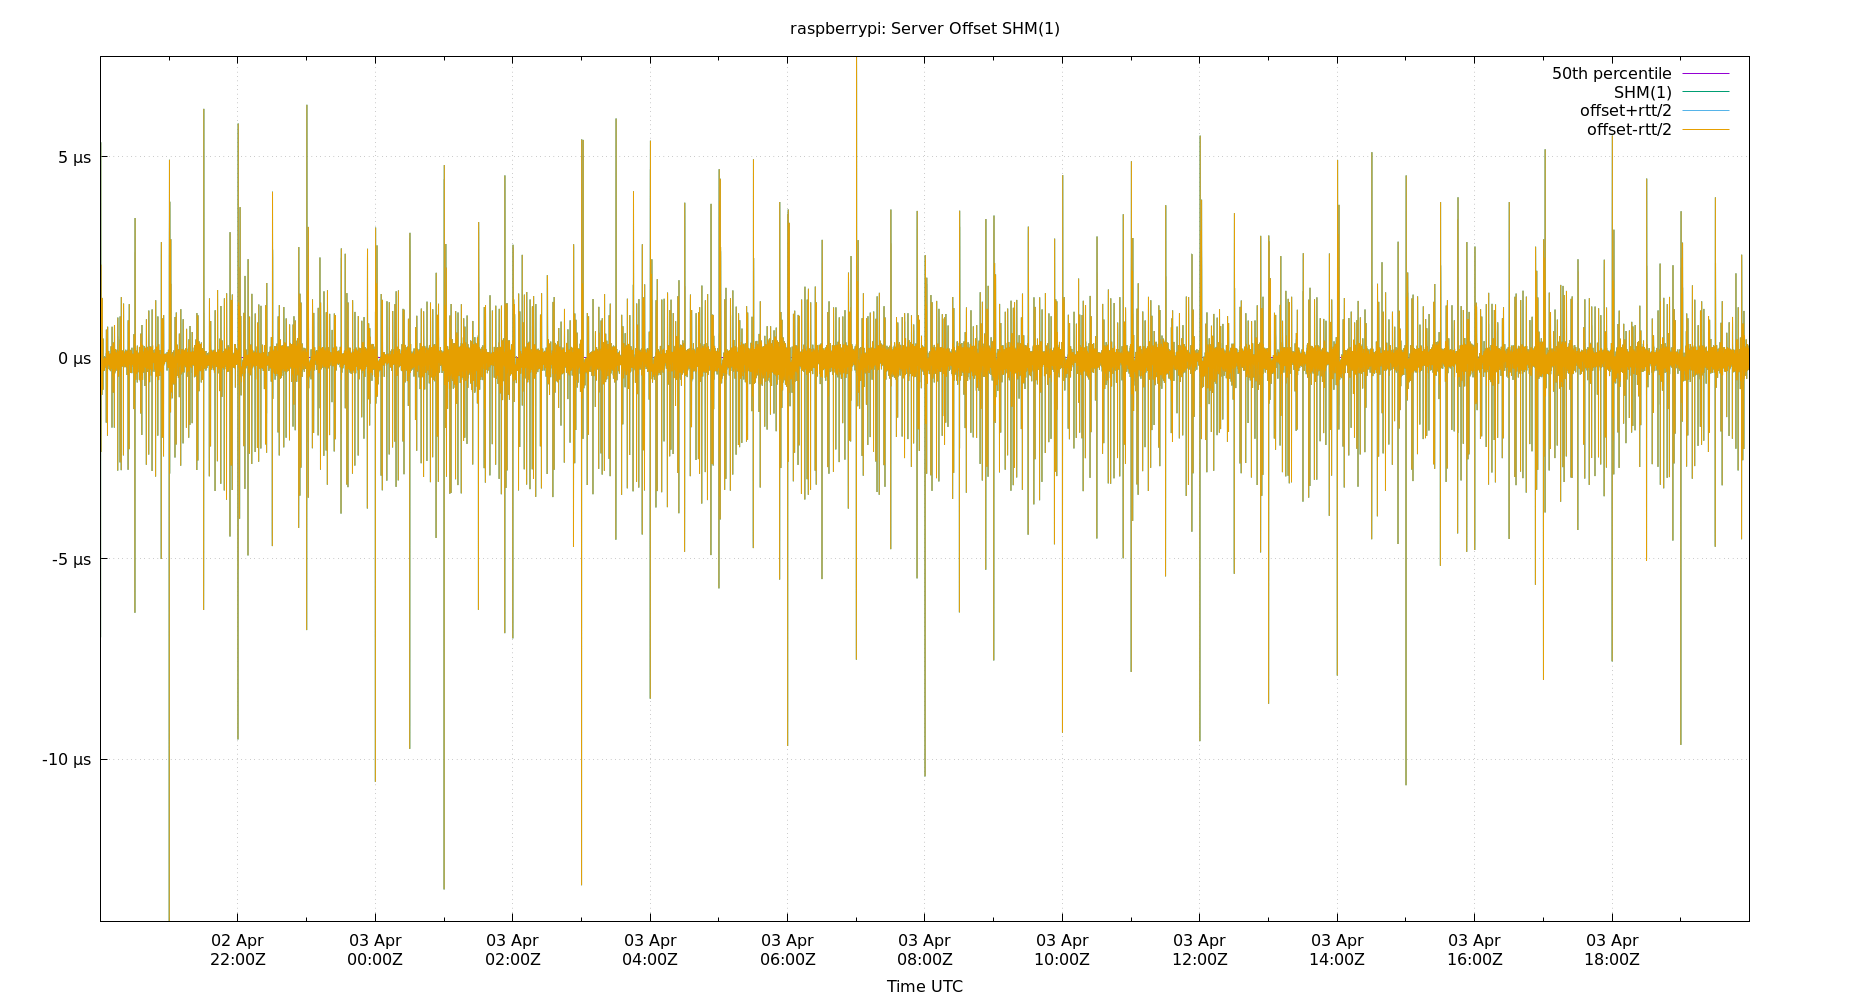 raspberrypi: Server Offset SHM(1)
50th percentile
SHM(1)
offset+rtt/2
offset-rtt/2
5 µs
0 µs
-5 µs
-10 µs
02 Apr 03 Apr 03 Apr 03 Apr 03 Apr 03 Apr 03 Apr 03 Apr 03 Apr 03 Apr 03 Apr
22:00Z 00:00Z 02:00Z 04:00Z 06:00Z 08:00Z 10:00Z 12:00Z 14:00Z 16:00Z 18:00Z
Time UTC